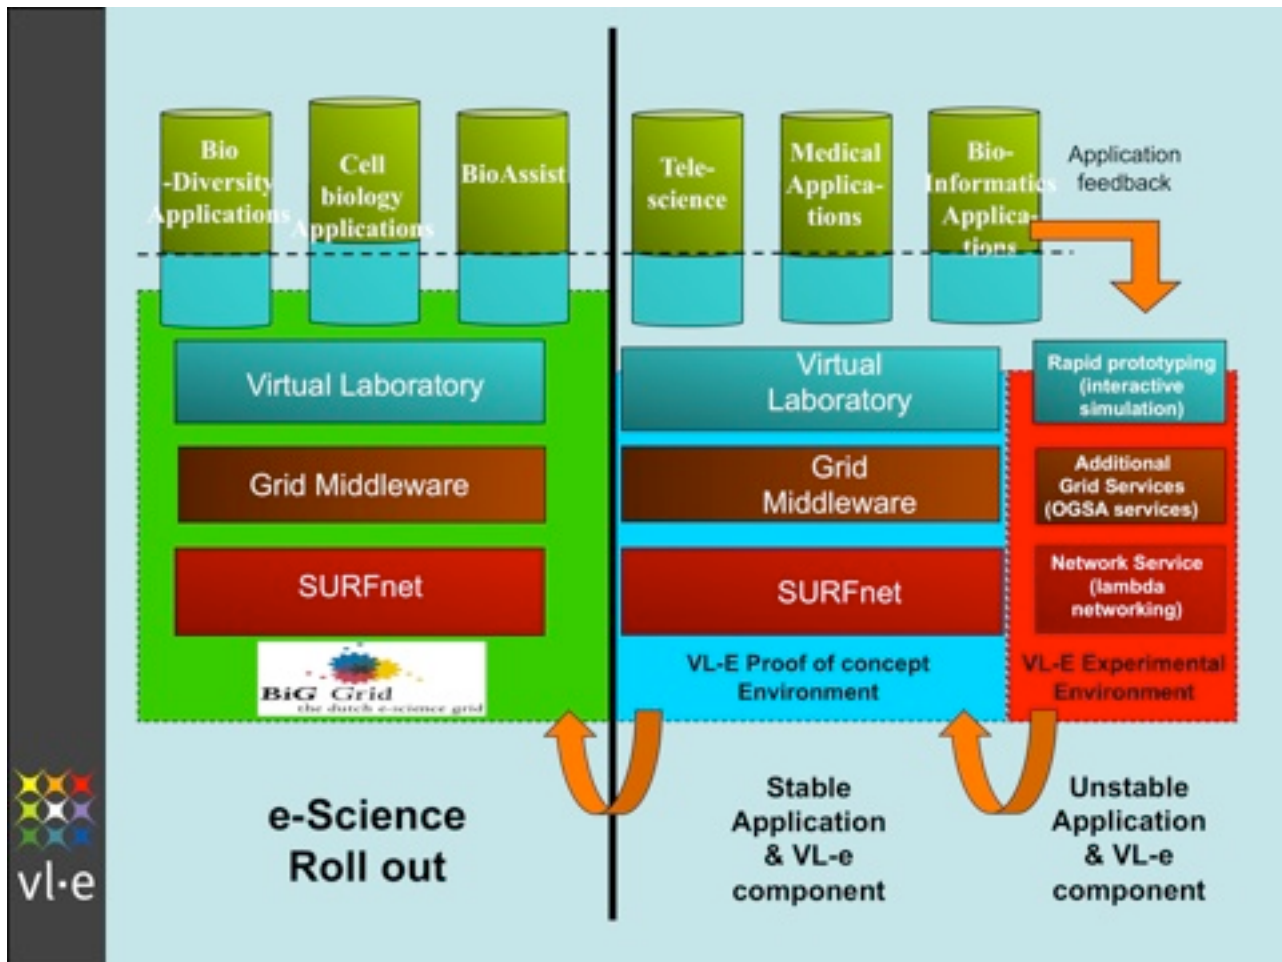 Bio
-Diversity
Applications
Cell
biology
Applications
BioAssist
Tele-
science
Medical
Applica-
tions
Bio-
Informatics
Applica-
tions
Application
feedback
Virtual Laboratory
Grid Middleware
SURFnet
BiG Grid
the dutch e-science grid
Virtual
Laboratory
Grid
Middleware
SURFnet
VL-E Proof of concept
Environment
Rapid prototyping
(interactive
simulation)
Additional
Grid Services
(OGSA services)
Network Service
(lambda
networking)
VL-E Experimental
Environment
e-Science
Roll out
Stable
Application
& VL-e
component
Unstable
Application
& VL-e
component
vl·e